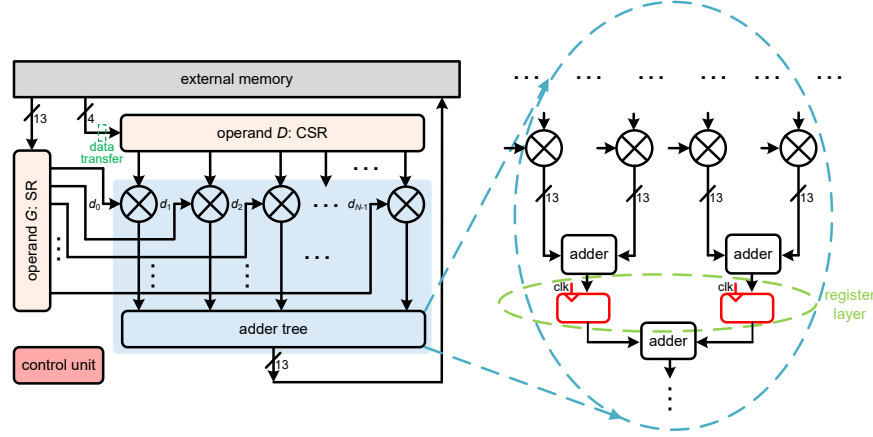 external memory
13
4
operand D: CSR
data
transfer
operand G: SR
d0
d1
d2
dN-1
adder tree
13
control unit
13
13
13
13
adder
adder
clk
clk
register
layer
adder